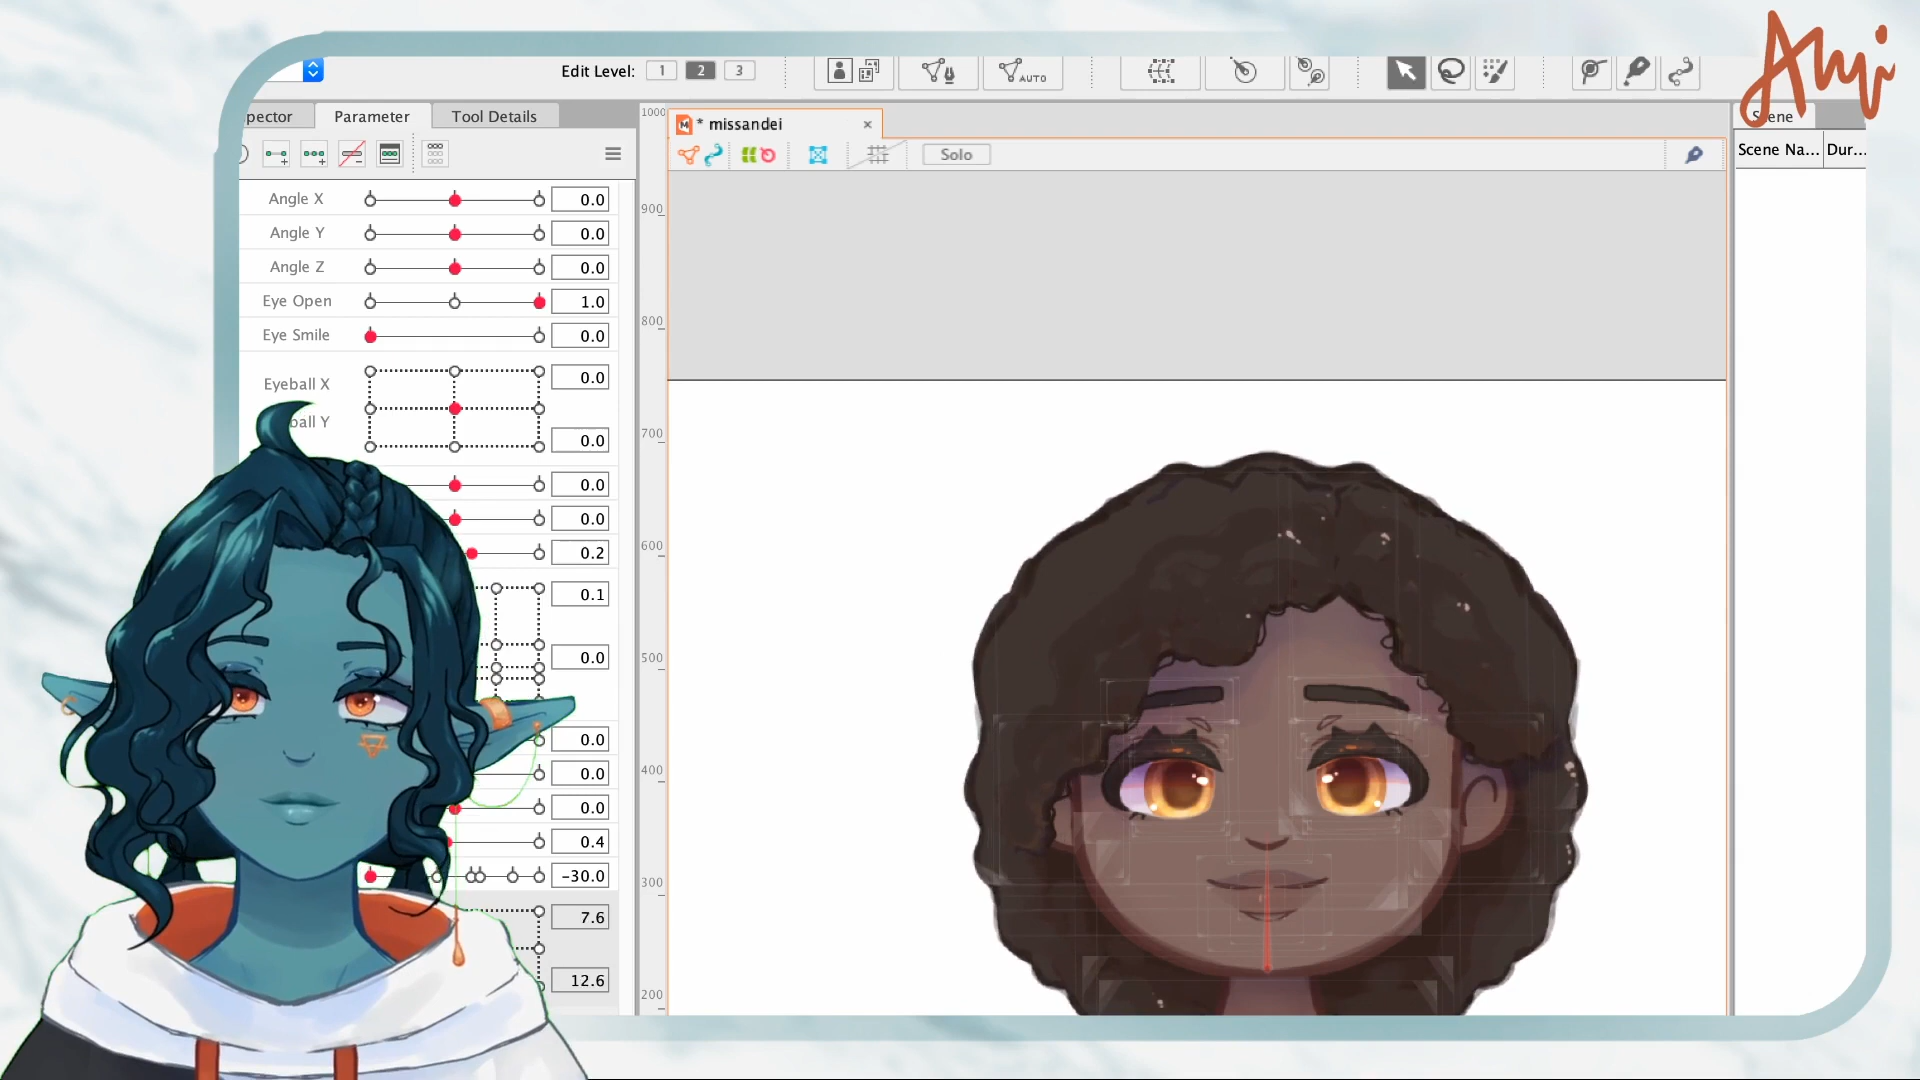 Edit Level: 1 2 3
AUTO
Ami
pector Parameter Tool Details
* missandei ×
Scene
Solo
Scene Na... Dur...
Angle X 0.0
Angle Y 0.0
Angle Z 0.0
Eye Open 1.0
Eye Smile 0.0
Eyeball X 0.0
ball Y 0.0
0.0
0.0
0.2
0.1
0.0
0.0
0.0
0.0
0.4
-30.0
7.6
12.6
1000
900
800
700
600
500
400
300
200